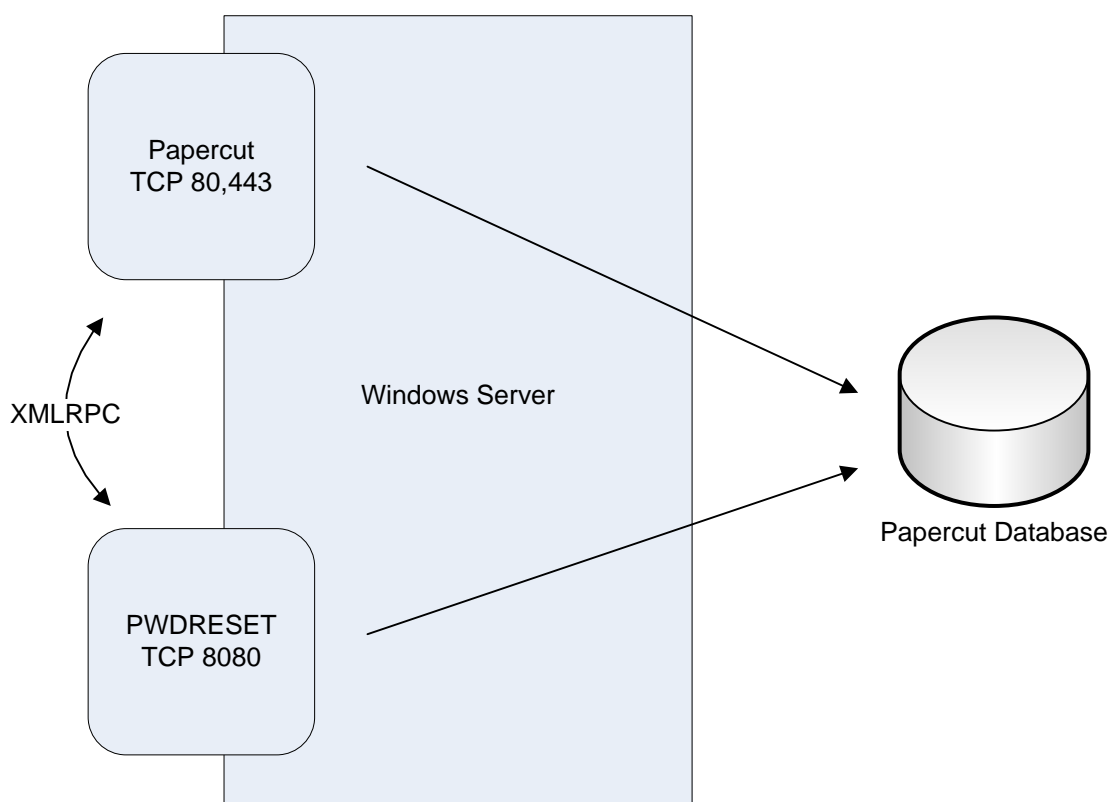 Papercut
TCP 80,443
Windows Server
XMLRPC
Papercut Database
PWDRESET
TCP 8080